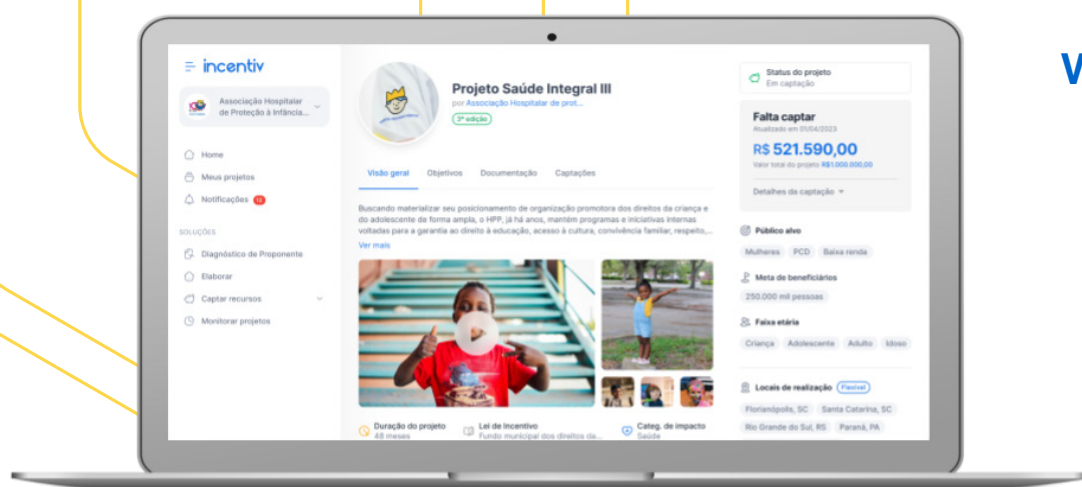 incentiv
Associação Hospitalar
de Proteção à Infância...
Home
Meus projetos
Notificações 12
SOLUÇÕES
Diagnóstico de Proponente
Elaborar
Captar recursos
Monitorar projetos
Projeto Saúde Integral III
por Associação Hospitalar de prot...
3ª edição
Visão geral Objetivos Documentação Captações
Buscando materializar seu posicionamento de organização promotora dos direitos da criança e
do adolescente de forma ampla, o HPP, já há anos, mantém programas e iniciativas internas
voltadas para a garantia ao direito à educação, acesso à cultura, convivência familiar, respeito,...
Ver mais
Duração do projeto
48 meses
Lei de Incentivo
Fundo municipal dos direitos da...
Categ. de impacto
Saúde
Status do projeto
Em captação
Falta captar
Atualizado em 01/04/2023
R$ 521.590,00
Valor total do projeto R$1.000.000,00
Detalhes da captação
Público alvo
Mulheres PCD Baixa renda
Meta de beneficiários
250.000 mil pessoas
Faixa etária
Criança Adolescente Adulto Idoso
Locais de realização Flexível
Florianópolis, SC Santa Catarina, SC
Rio Grande do Sul, RS Paraná, PA
V